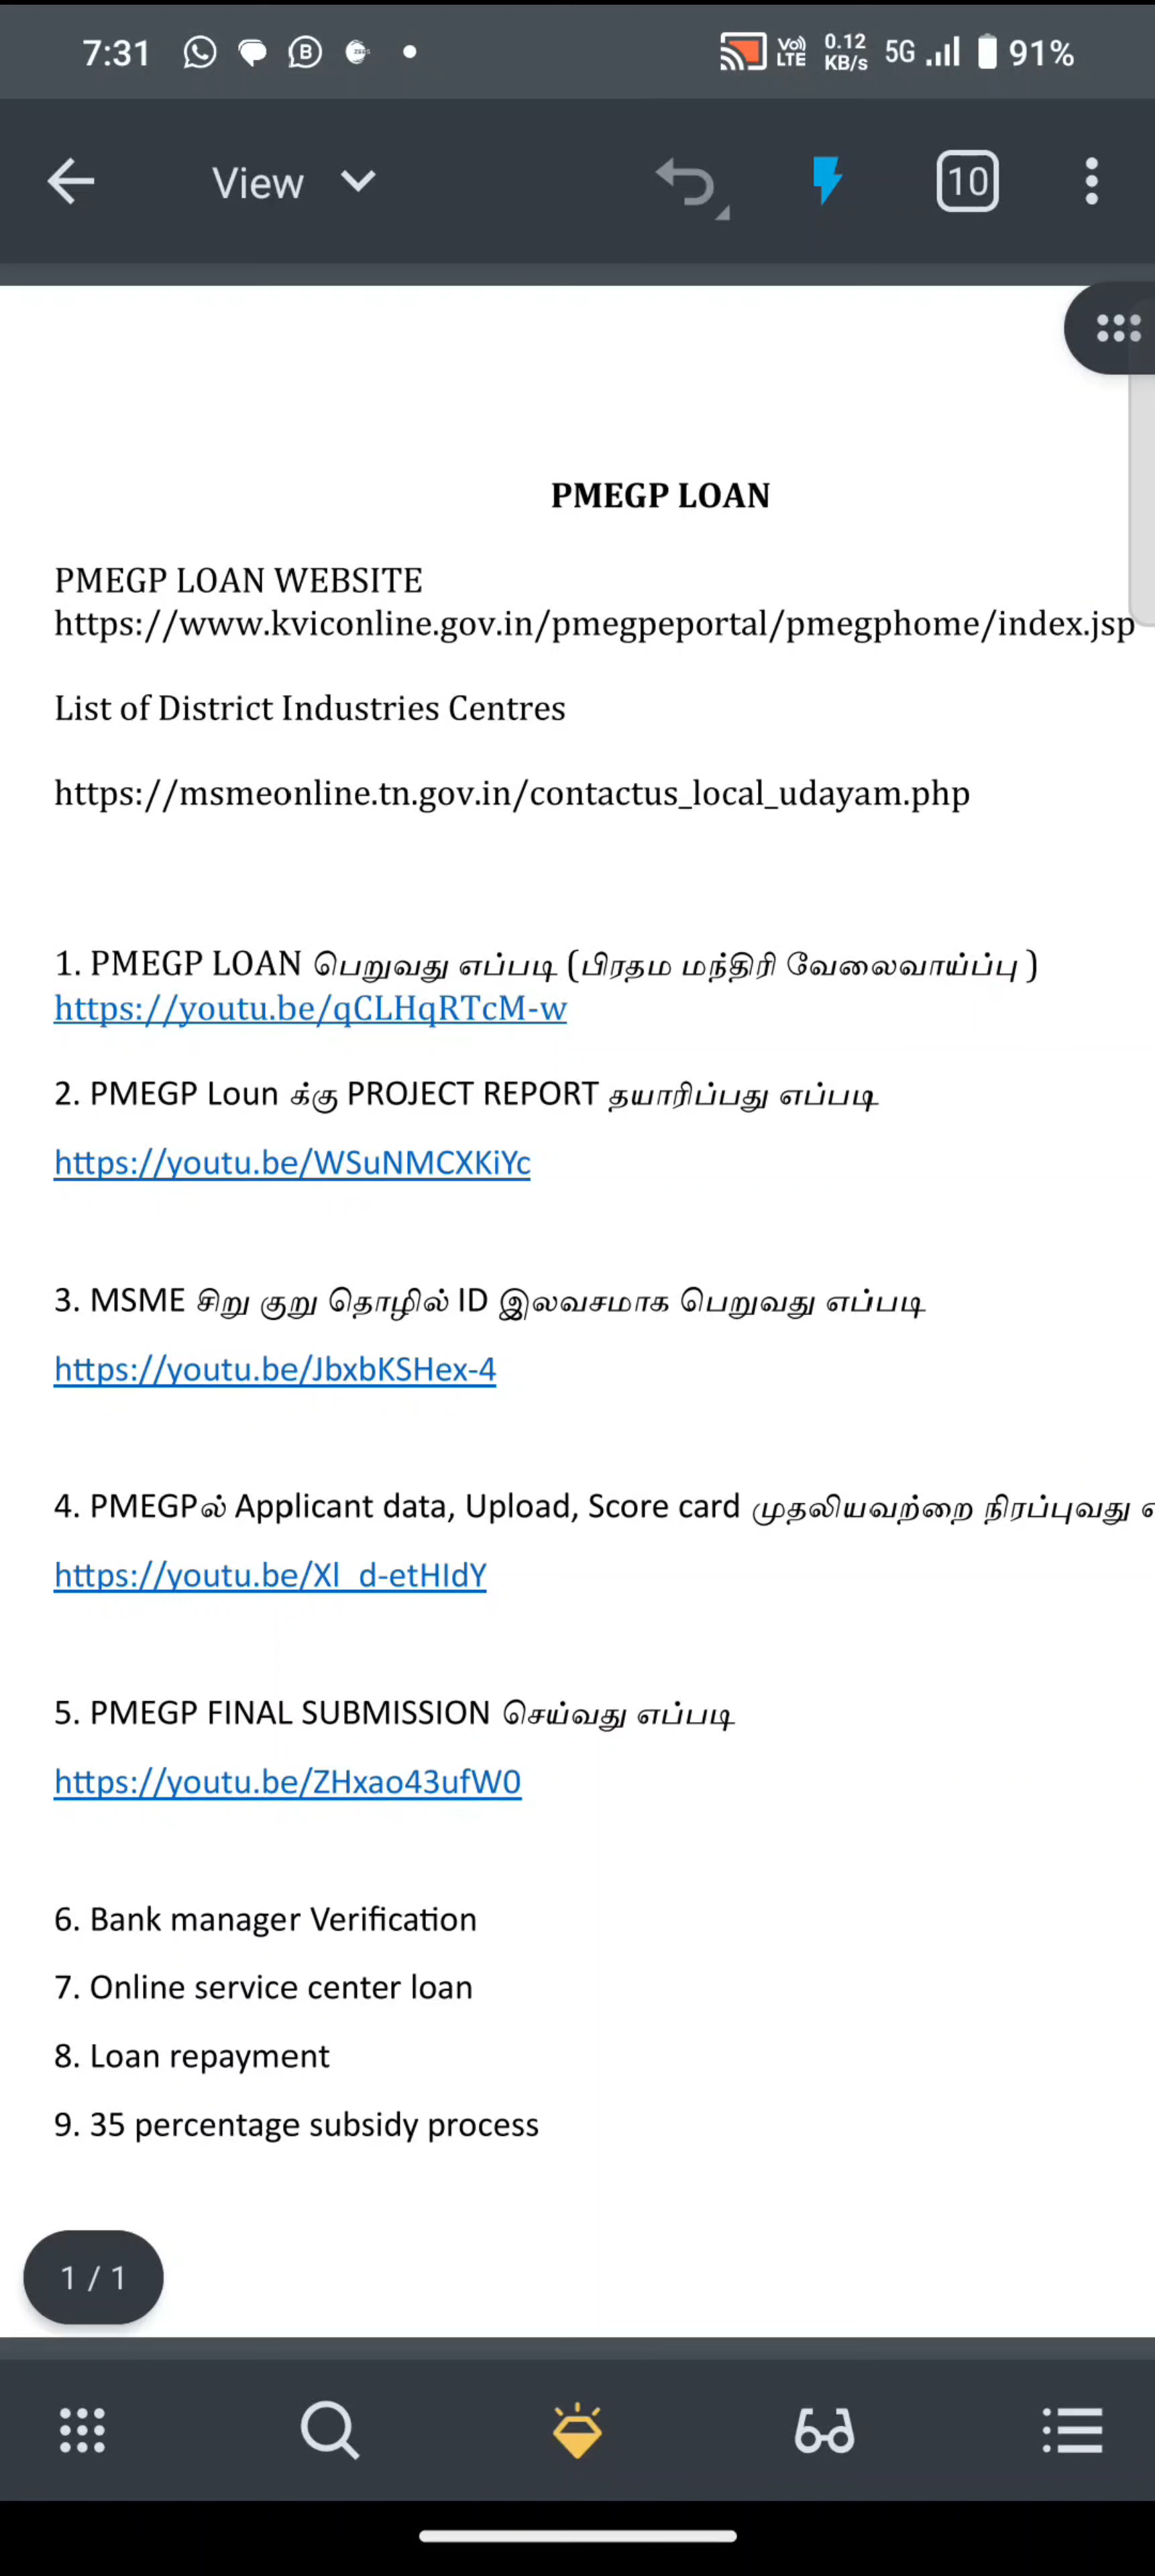 7:31
Vo)) LTE 0.12 KB/s 5G 91%
View
10
PMEGP LOAN
PMEGP LOAN WEBSITE
https://www.kviconline.gov.in/pmegpeportal/pmegphome/index.jsp
List of District Industries Centres
https://msmeonline.tn.gov.in/contactus_local_udayam.php
1. PMEGP LOAN பெறுவது எப்படி (பிரதம மந்திரி வேலைவாய்ப்பு )
https://youtu.be/qCLHqRTcM-w
2. PMEGP Loun க்கு PROJECT REPORT தயாரிப்பது எப்படி
https://youtu.be/WSuNMCXKiYc
3. MSME சிறு குறு தொழில் ID இலவசமாக பெறுவது எப்படி
https://youtu.be/JbxbKSHex-4
4. PMEGPல் Applicant data, Upload, Score card முதலியவற்றை நிரப்புவது
https://youtu.be/Xl_d-etHIdY
5. PMEGP FINAL SUBMISSION செய்வது எப்படி
https://youtu.be/ZHxao43ufW0
6. Bank manager Verification
7. Online service center loan
8. Loan repayment
9. 35 percentage subsidy process
1 / 1